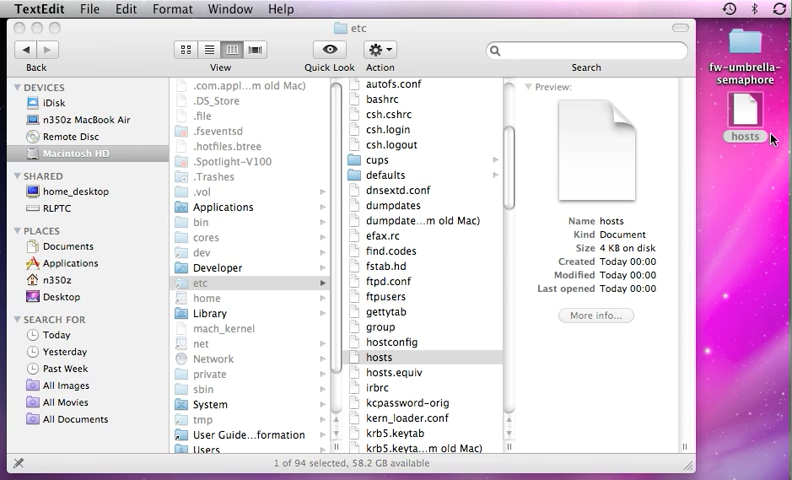 TextEdit File Edit Format Window Help
etc
Back View Quick Look Action Search
DEVICES
iDisk
n350z MacBook Air
Remote Disc
Macintosh HD
SHARED
home_desktop
RLPTC
PLACES
Documents
Applications
n350z
Desktop
SEARCH FOR
Today
Yesterday
Past Week
All Images
All Movies
All Documents
.com.appl...m old Mac)
.DS_Store
.file
.fseventsd
.hotfiles.btree
.Spotlight-V100
.Trashes
.vol
Applications
bin
cores
dev
Developer
etc
home
Library
mach_kernel
net
Network
private
sbin
System
tmp
User Guide...formation
Users
autofs.conf
bashrc
csh.cshrc
csh.login
csh.logout
cups
defaults
dnsextd.conf
dumpdates
dumpdate...m old Mac)
efax.rc
find.codes
fstab.hd
ftpd.conf
ftpusers
gettytab
group
hostconfig
hosts
hosts.equiv
irbrc
kcpassword-orig
kern_loader.conf
krb5.keytab
krb5.keyta...m old Mac)
Preview:
Name hosts
Kind Document
Size 4 KB on disk
Created Today 00:00
Modified Today 00:00
Last opened Today 00:00
More info...
1 of 94 selected, 58.2 GB available
fw-umbrella-
semaphore
hosts